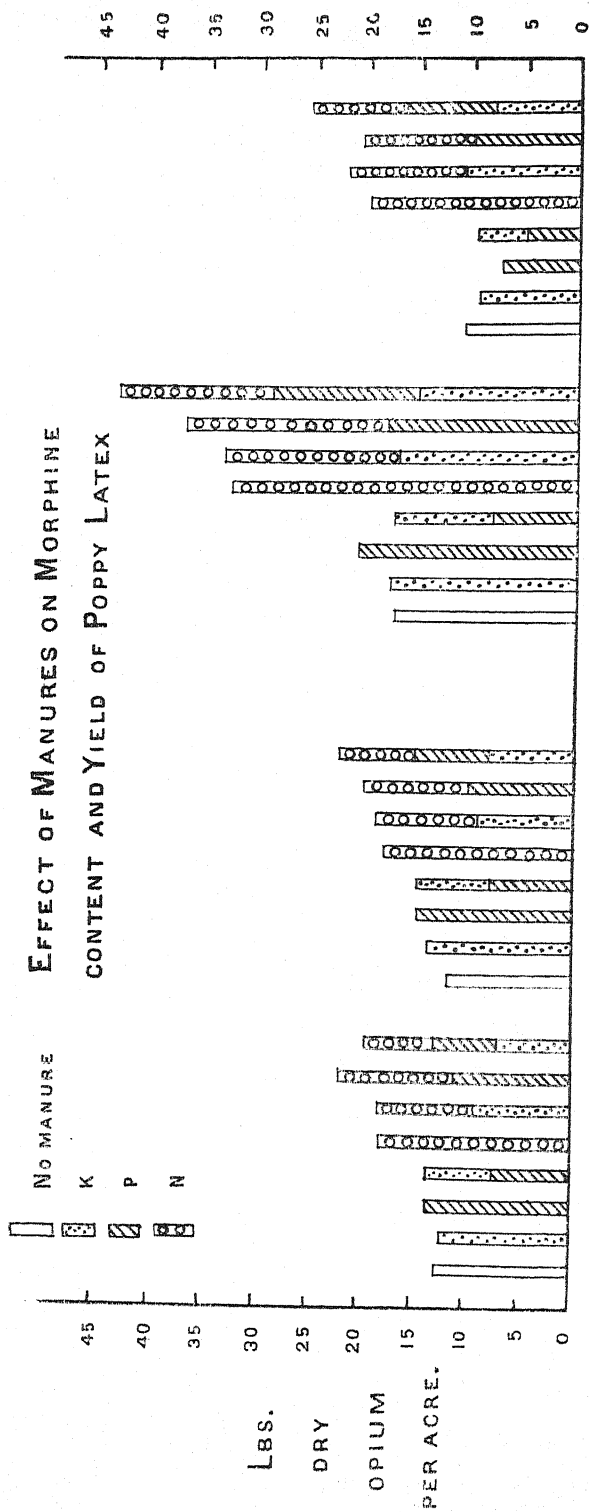 EFFECT OF MANURES ON MORPHINE
CONTENT AND YIELD OF POPPY LATEX
NO MANURE
K
P
N
45
40
35
30
25
20
15
10
5
0
LBS.
DRY
OPIUM
PER ACRE.
45
40
35
30
25
20
15
10
5
0